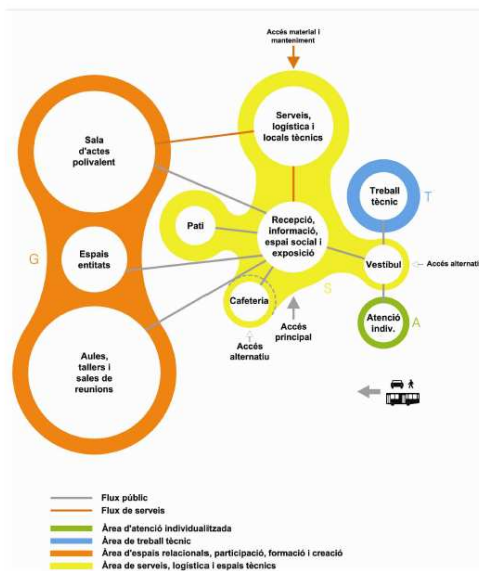 Accés material i
manteniment
Serveis,
logística i
locals tècnics
Sala
d'actes
polivalent
Treball
tècnic
T
Pati
Recepció,
informació,
espai social i
exposició
G
Espais
entitats
Vestíbul
Accés alternati
S
Cafeteria
Accés
principal
Accés
alternatiu
Atenció
indiv.
A
Aules,
tallers i
sales de
reunions
Flux públic
Flux de serveis
Àrea d'atenció individualitzada
Àrea de treball tècnic
Àrea d'espais relacionals, participació, formació i creació
Àrea de serveis, logística i espais tècnics